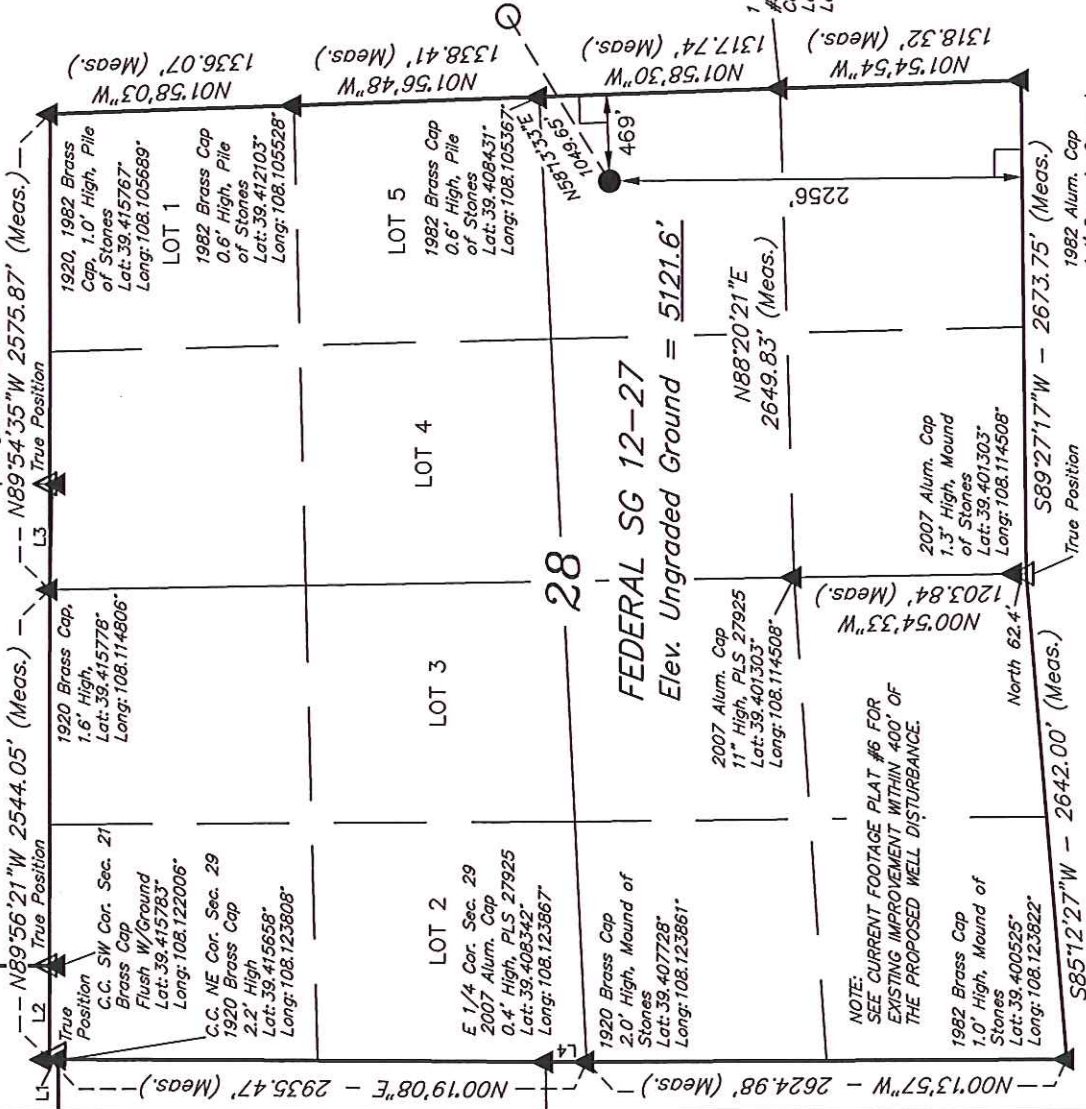 N89°56'21"W 2544.05' (Meas.)
N89°54'35"W 2575.87' (Meas.)
L1
L2
True Position
L3
True Position
True
Position
C.C. SW Cor. Sec. 21
Brass Cap
Flush W/Ground
Lat: 39.415783°
Long: 108.122006°
C.C. NE Cor. Sec. 29
1920 Brass Cap
2.2' High
Lat: 39.415658°
Long: 108.123808°
1920 Brass Cap,
1.6' High,
Lat: 39.415778°
Long: 108.114806°
1920, 1982 Brass
Cap, 1.0' High, Pile
of Stones
Lat: 39.415767°
Long: 108.105689°
LOT 1
N01°58'03"W
1336.07' (Meas.)
1982 Brass Cap
0.6' High, Pile
of Stones
Lat: 39.412103°
Long: 108.105528°
N01°56'48"W
1338.41' (Meas.)
LOT 2
LOT 3
LOT 4
LOT 5
1982 Brass Cap
0.6' High, Pile
of Stones
Lat: 39.408431°
Long: 108.105367°
E 1/4 Cor. Sec. 29
2007 Alum. Cap
0.4' High, PLS 27925
Lat: 39.408342°
Long: 108.123867°
N00°19'08"E - 2935.47' (Meas.)
L4
1920 Brass Cap
2.0' High, Mound of
Stones
Lat: 39.407728°
Long: 108.123861°
28
N58°13'33"E
1049.65'
469'
N01°58'30"W
1317.74' (Meas.)
FEDERAL SG 12-27
Elev. Ungraded Ground = 5121.6'
2256'
N88°20'21"E
2649.83' (Meas.)
2007 Alum. Cap
11" High, PLS 27925
Lat: 39.401303°
Long: 108.114508°
N01°54'54"W
1318.32' (Meas.)
NOTE:
SEE CURRENT FOOTAGE PLAT #6 FOR
EXISTING IMPROVEMENT WITHIN 400' OF
THE PROPOSED WELL DISTURBANCE.
N00°54'33"W
1203.84' (Meas.)
2007 Alum. Cap
1.3' High, Mound
of Stones
Lat: 39.401303°
Long: 108.114508°
North 62.4'
True Position
N00°13'57"W - 2624.98' (Meas.)
1982 Brass Cap
1.0' High, Mound of
Stones
Lat: 39.400525°
Long: 108.123822°
S85°12'27"W - 2642.00' (Meas.)
S89°27'17"W - 2673.75' (Meas.)
1982 Alum. Cap